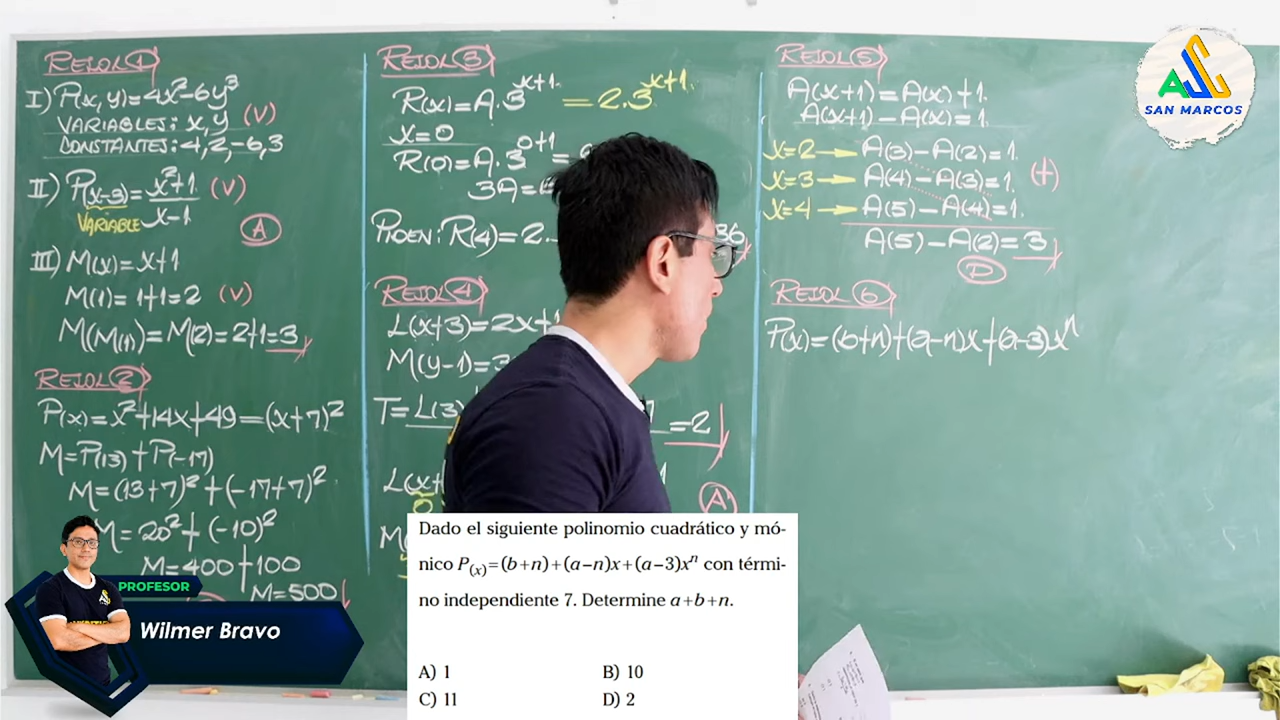 RESOL 1
I) P(x, y) = 4x² - 6y³
VARIABLES: x, y (V)
CONSTANTES: 4, 2, -6, 3
II) P(x-3) = x²+1 / x-1 (V)
VARIABLE
A
III) M(x) = x+1
M(1) = 1+1 = 2 (V)
M(M(1)) = M(2) = 2+1 = 3
RESOL 2
P(x) = x² + 14x + 49 = (x+7)²
M = P(13) + P(-17)
M = (13+7)² + (-17+7)²
M = 20² + (-10)²
M = 400 + 100
M = 500
RESOL 3
R(x) = A.3^x+1 = 2.3^x+1
x = 0
R(0) = A.3^0+1 =
3A =
PIDEN: R(4) = 2.
RESOL 4
L(x+3) = 2x+
M(y-1) =
T = L(3)
= 2
A
RESOL 5
A(x+1) = A(x) + 1.
A(x+1) - A(x) = 1.
x=2 → A(3) - A(2) = 1.
x=3 → A(4) - A(3) = 1. (+)
x=4 → A(5) - A(4) = 1.
A(5) - A(2) = 3
D
RESOL 6
P(x) = (b+n) + (a-n)x + (a-3)xⁿ
SAN MARCOS
PROFESOR
Wilmer Bravo
Dado el siguiente polinomio cuadrático y mó-
nico P(x)=(b+n)+(a-n)x+(a-3)xⁿ con térmi-
no independiente 7. Determine a+b+n.
A) 1
B) 10
C) 11
D) 2